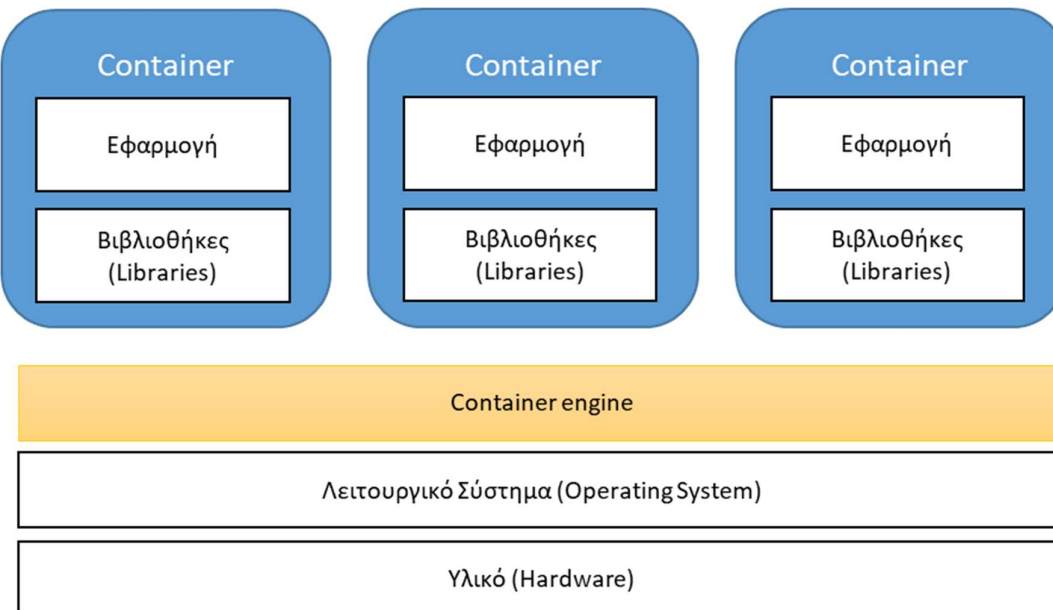 Container Container Container
Εφαρμογή Εφαρμογή Εφαρμογή
Βιβλιοθήκες Βιβλιοθήκες Βιβλιοθήκες
(Libraries) (Libraries) (Libraries)
Container engine
Λειτουργικό Σύστημα (Operating System)
Υλικό (Hardware)